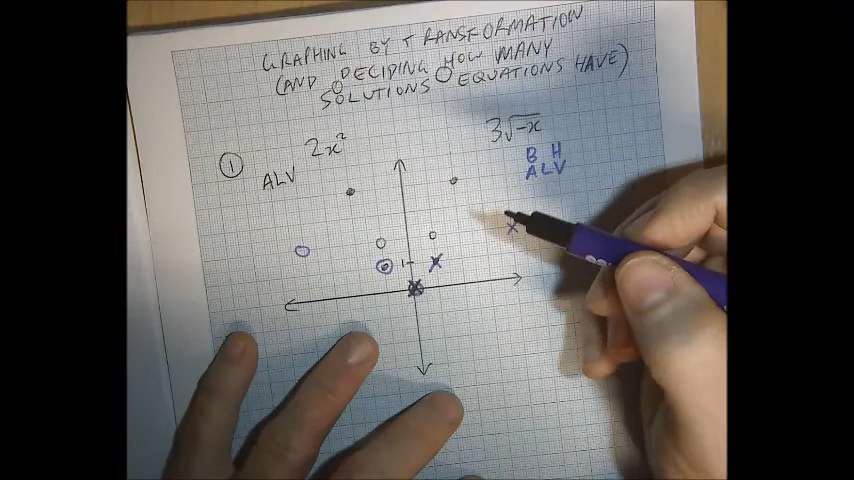 GRAPHING BY TRANSFORMATION
(AND DECIDING HOW MANY
SOLUTIONS EQUATIONS HAVE)
① 2x² 3√-x
ALV
B H
ALV
1